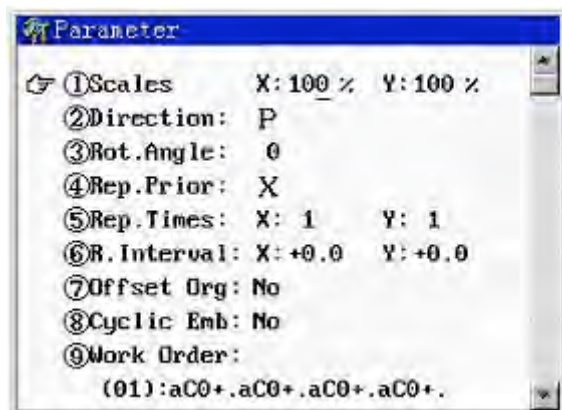 Parameter
①Scales X:100 % Y:100 %
②Direction: P
③Rot.Angle: 0
④Rep.Prior: X
⑤Rep.Times: X: 1 Y: 1
⑥R.Interval: X:+0.0 Y:+0.0
⑦Offset Org: No
⑧Cyclic Emb: No
⑨Work Order:
(01):aC0+.aC0+.aC0+.aC0+.